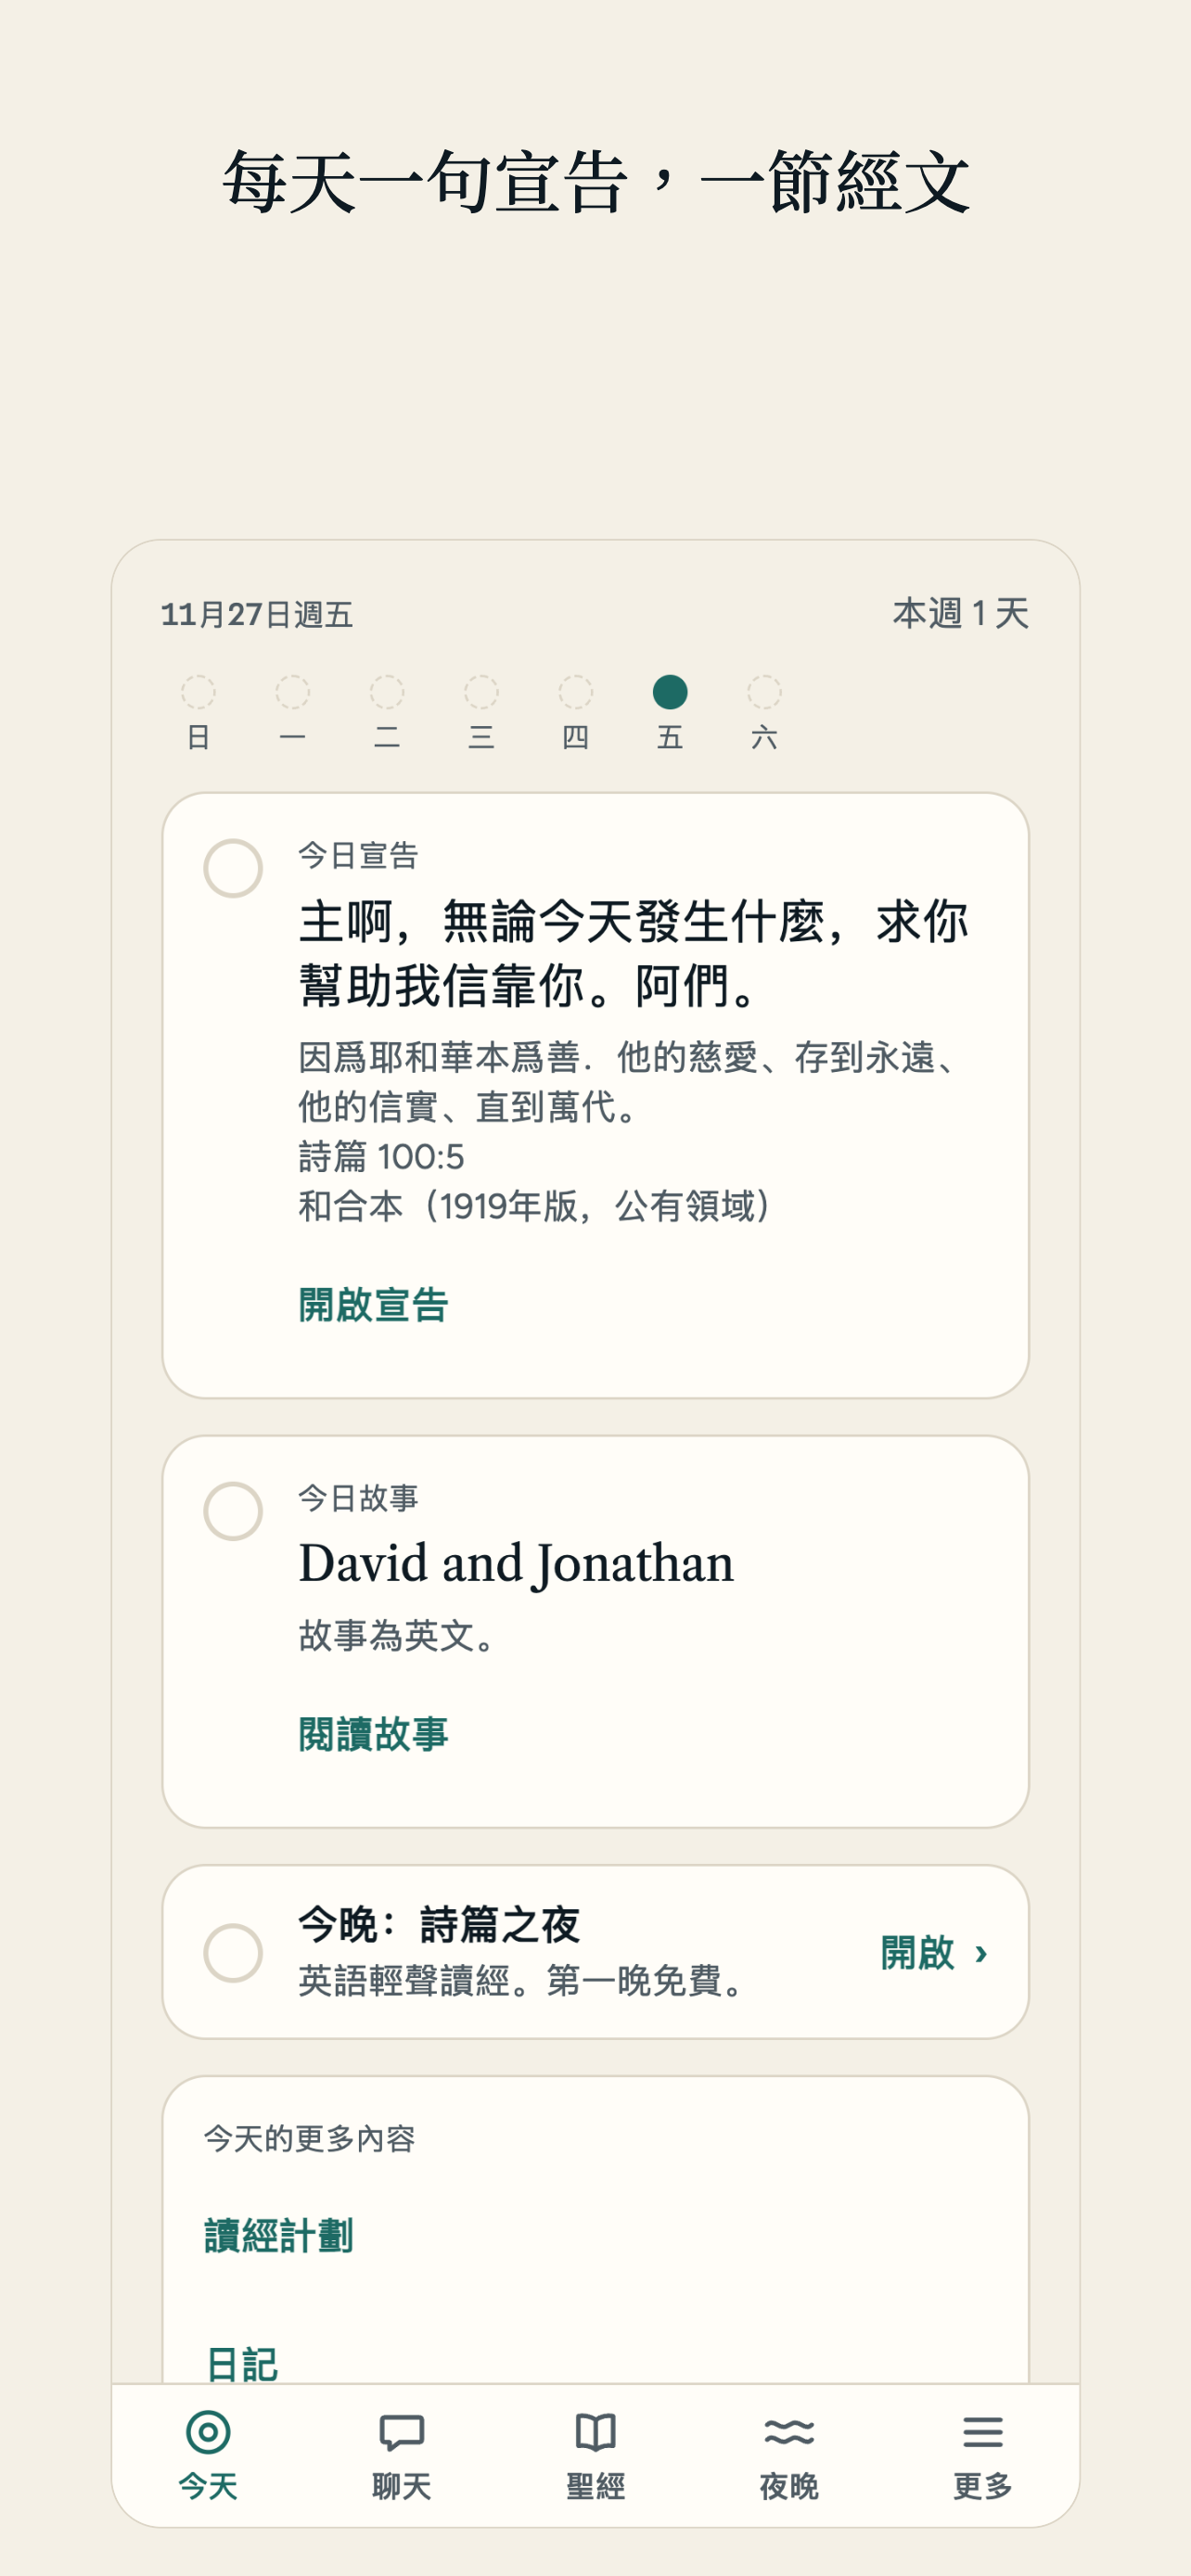 每天一句宣告，一節經文
11月27日週五
本週 1 天
日 一 二 三 四 五 六
今日宣告
主啊，無論今天發生什麼，求你
幫助我信靠你。阿們。
因爲耶和華本爲善．他的慈愛、存到永遠、
他的信實、直到萬代。
詩篇 100:5
和合本（1919年版，公有領域）
開啟宣告
今日故事
David and Jonathan
故事為英文。
閱讀故事
今晚：詩篇之夜
英語輕聲讀經。第一晚免費。
開啟 ›
今天的更多內容
讀經計劃
日記
今天 聊天 聖經 夜晚 更多